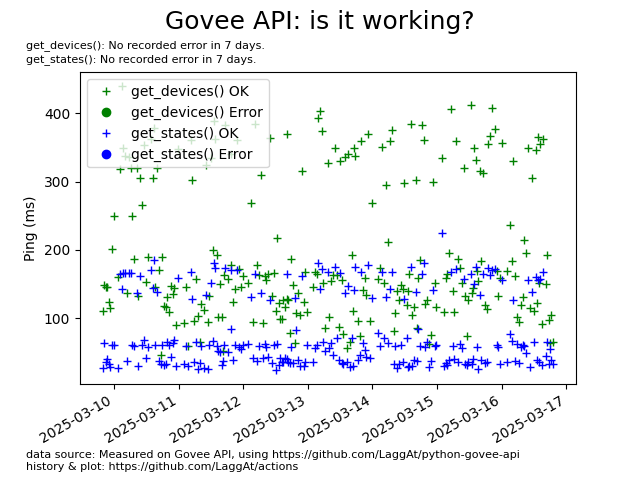 Govee API: is it working?
get_devices(): No recorded error in 7 days.
get_states(): No recorded error in 7 days.
get_devices() OK
get_devices() Error
get_states() OK
get_states() Error
Ping (ms)
400
300
200
100
2025-03-10
2025-03-11
2025-03-12
2025-03-13
2025-03-14
2025-03-15
2025-03-16
2025-03-17
data source: Measured on Govee API, using https://github.com/LaggAt/python-govee-api
history & plot: https://github.com/LaggAt/actions